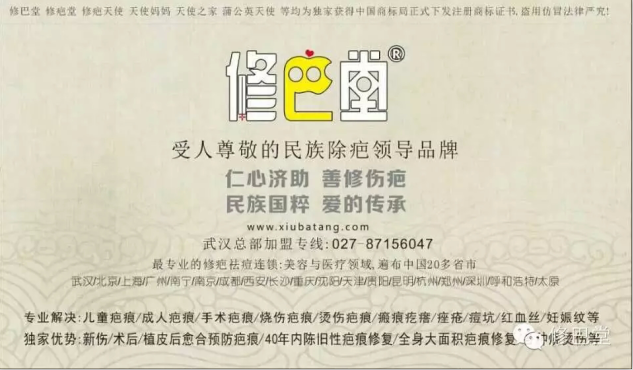 修巴堂 修疤堂 修疤天使 天使妈妈 天使之家 蒲公英天使 等均为独家获得中国商标局正式下发注册商标证书,盗用仿冒法律严究!
修巴堂®
受人尊敬的民族除疤领导品牌
仁心济助 善修伤疤
民族国粹 爱的传承
www.xiubatang.com
武汉总部加盟专线:027-87156047
最专业的修疤祛痘连锁:美容与医疗领域,遍布中国20多省市
武汉/北京/上海/广州/南宁/南京/成都/西安/长沙/重庆/沈阳/天津/贵阳/昆明/杭州/郑州/深圳/呼和浩特/太原
专业解决:儿童疤痕/成人疤痕/手术疤痕/烧伤疤痕/烫伤疤痕/瘢痕疙瘩/痤疮/痘坑/红血丝/妊娠纹等
独家优势:新伤/术后/植皮后愈合预防疤痕/40年内陈旧性疤痕修复/全身大面积疤痕修复 烫伤等
修巴堂